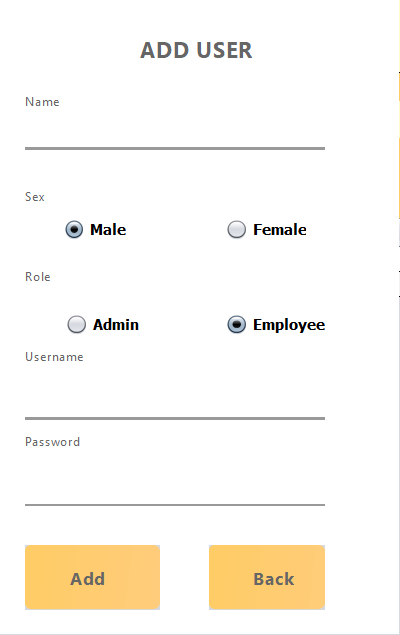 ADD USER
Name
Sex
Male Female
Role
Admin Employee
Username
Password
Add Back